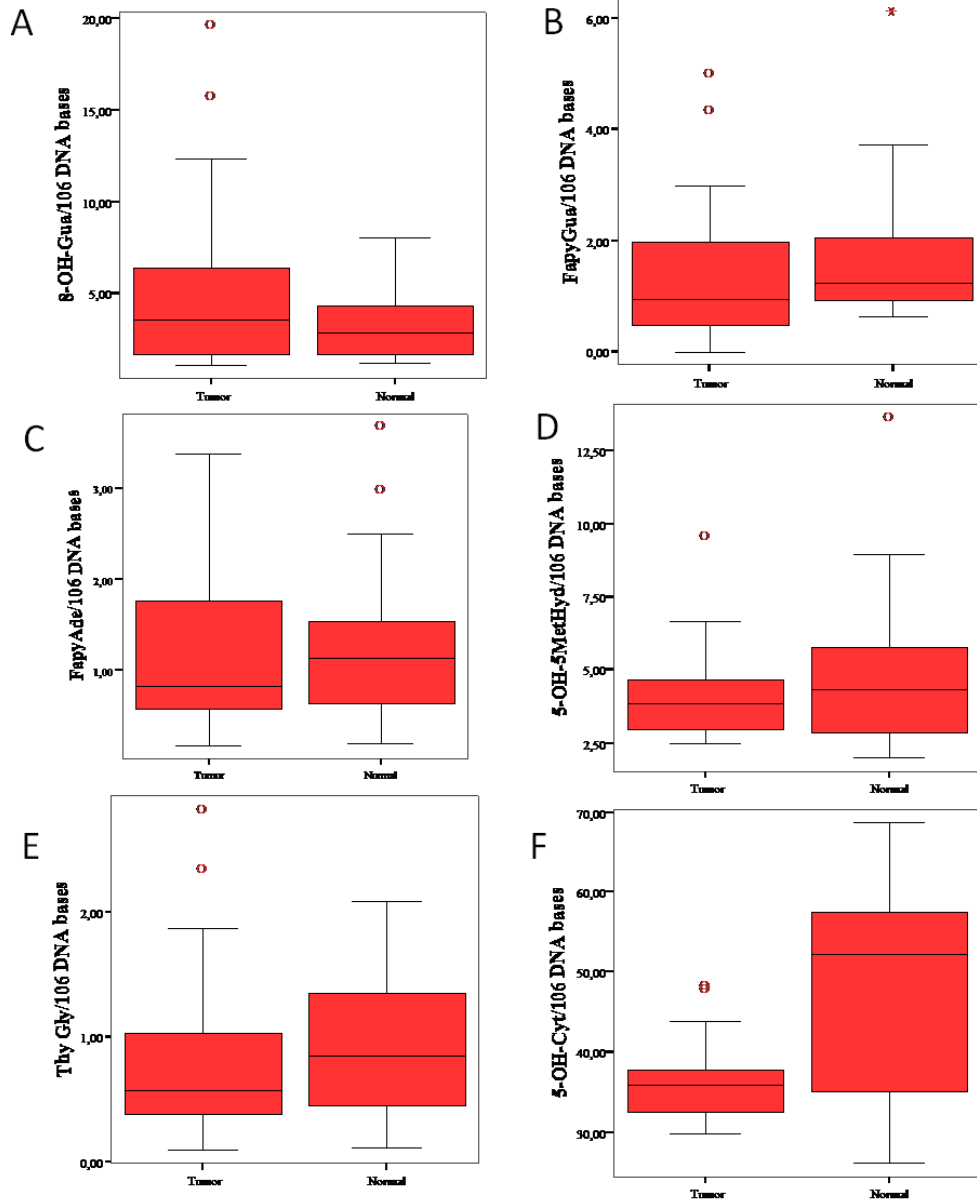 A
8-OH-Gua/106 DNA bases
20,00
15,00
10,00
5,00
Tumor
Normal
B
FapyGua/106 DNA bases
6,00
4,00
2,00
0,00
Tumor
Normal
C
FapyAde/106 DNA bases
3,00
2,00
1,00
Tumor
Normal
D
5-OH-5MetHyd/106 DNA bases
12,50
10,00
7,50
5,00
2,50
Tumor
Normal
E
Thy Gly/106 DNA bases
2,00
1,00
0,00
Tumor
Normal
F
5-OH-Cyt/106 DNA bases
70,00
60,00
50,00
40,00
30,00
Tumor
Normal